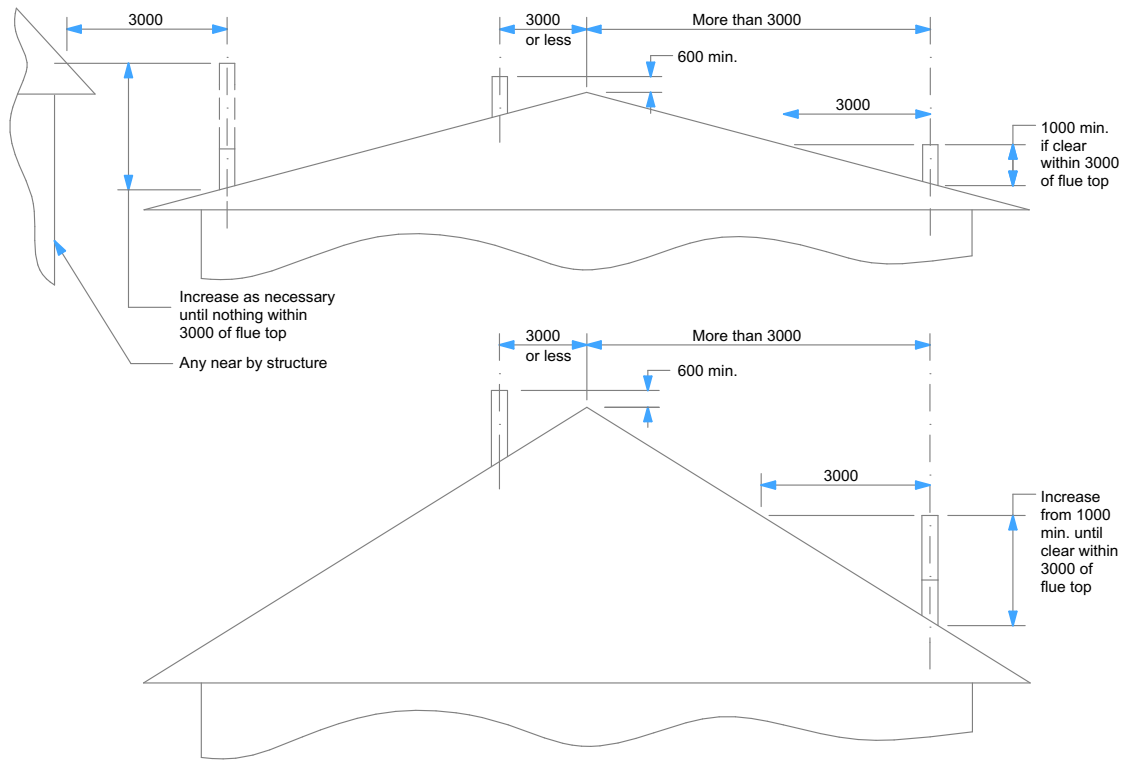 3000
3000
or less
More than 3000
600 min.
3000
1000 min.
if clear
within 3000
of flue top
Increase as necessary
until nothing within
3000 of flue top
Any near by structure
3000
or less
More than 3000
600 min.
3000
Increase
from 1000
min. until
clear within
3000 of
flue top